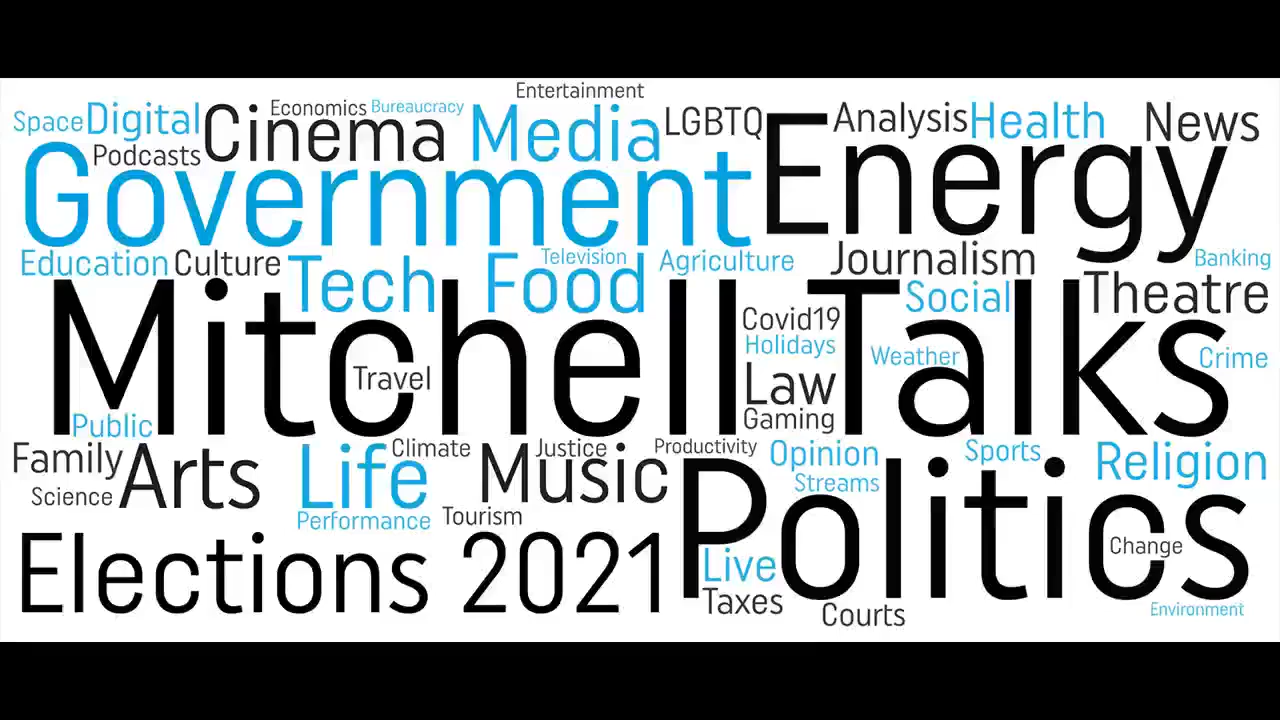 Entertainment
Space Digital Cinema Economics Bureaucracy Media LGBTQ Energy Analysis Health News
Podcasts
Government
Education Culture Tech Food Television Agriculture Journalism Banking
Social Theatre
Mitchell Talks
Covid19
Holidays Weather Crime
Travel Law
Gaming
Public
Family Arts Life Climate Music Justice Productivity Opinion Sports Religion
Science Streams
Performance Tourism Politics
Elections 2021 Change
Live
Taxes Courts Environment